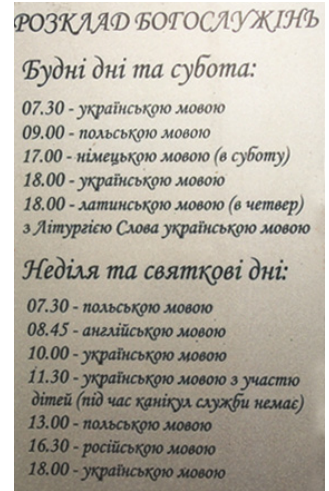 РОЗКЛАД БОГОСЛУЖІНЬ
Будні дні та субота:
07.30 - українською мовою
09.00 - польською мовою
17.00 - німецькою мовою (в суботу)
18.00 - українською мовою
18.00 - латинською мовою (в четвер)
з Літургією Слова українською мовою
Неділя та святкові дні:
07.30 - польською мовою
08.45 - англійською мовою
10.00 - українською мовою
11.30 - українською мовою з участю
дітей (під час канікул служби немає)
13.00 - польською мовою
16.30 - російською мовою
18.00 - українською мовою